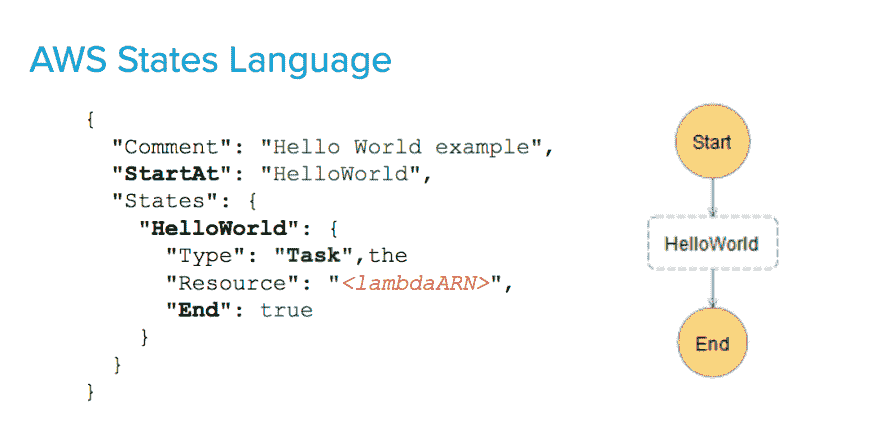 AWS States Language
{
"Comment": "Hello World example",
"StartAt": "HelloWorld",
"States": {
"HelloWorld": {
"Type": "Task",the
"Resource": "<lambdaARN>",
"End": true
}
}
}
Start
HelloWorld
End